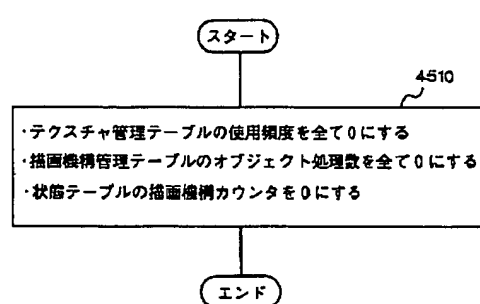 スタート
4510
・テクスチャ管理テーブルの使用頻度を全て0にする
・描画機構管理テーブルのオブジェクト処理数を全て0にする
・状態テーブルの描画機構カウンタを0にする
エンド